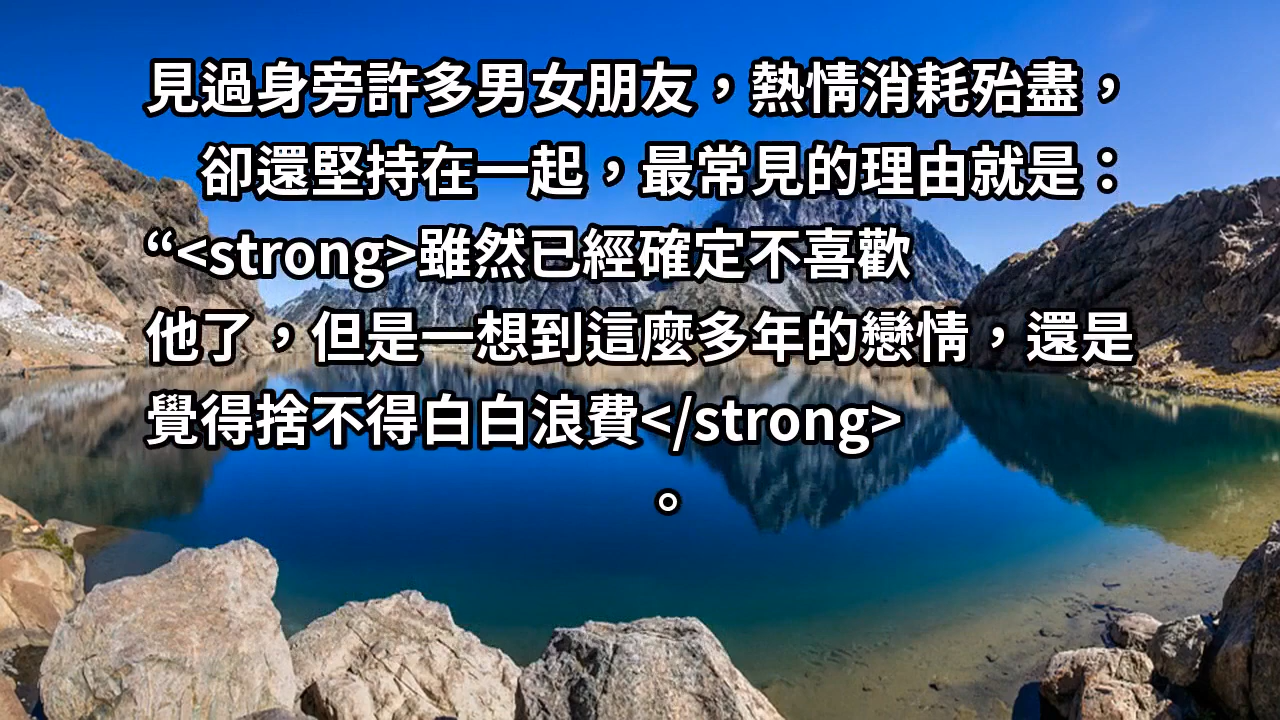 見過身旁許多男女朋友，熱情消耗殆盡，
卻還堅持在一起，最常見的理由就是：
“<strong>雖然已經確定不喜歡
他了，但是一想到這麼多年的戀情，還是
覺得捨不得白白浪費</strong>
。